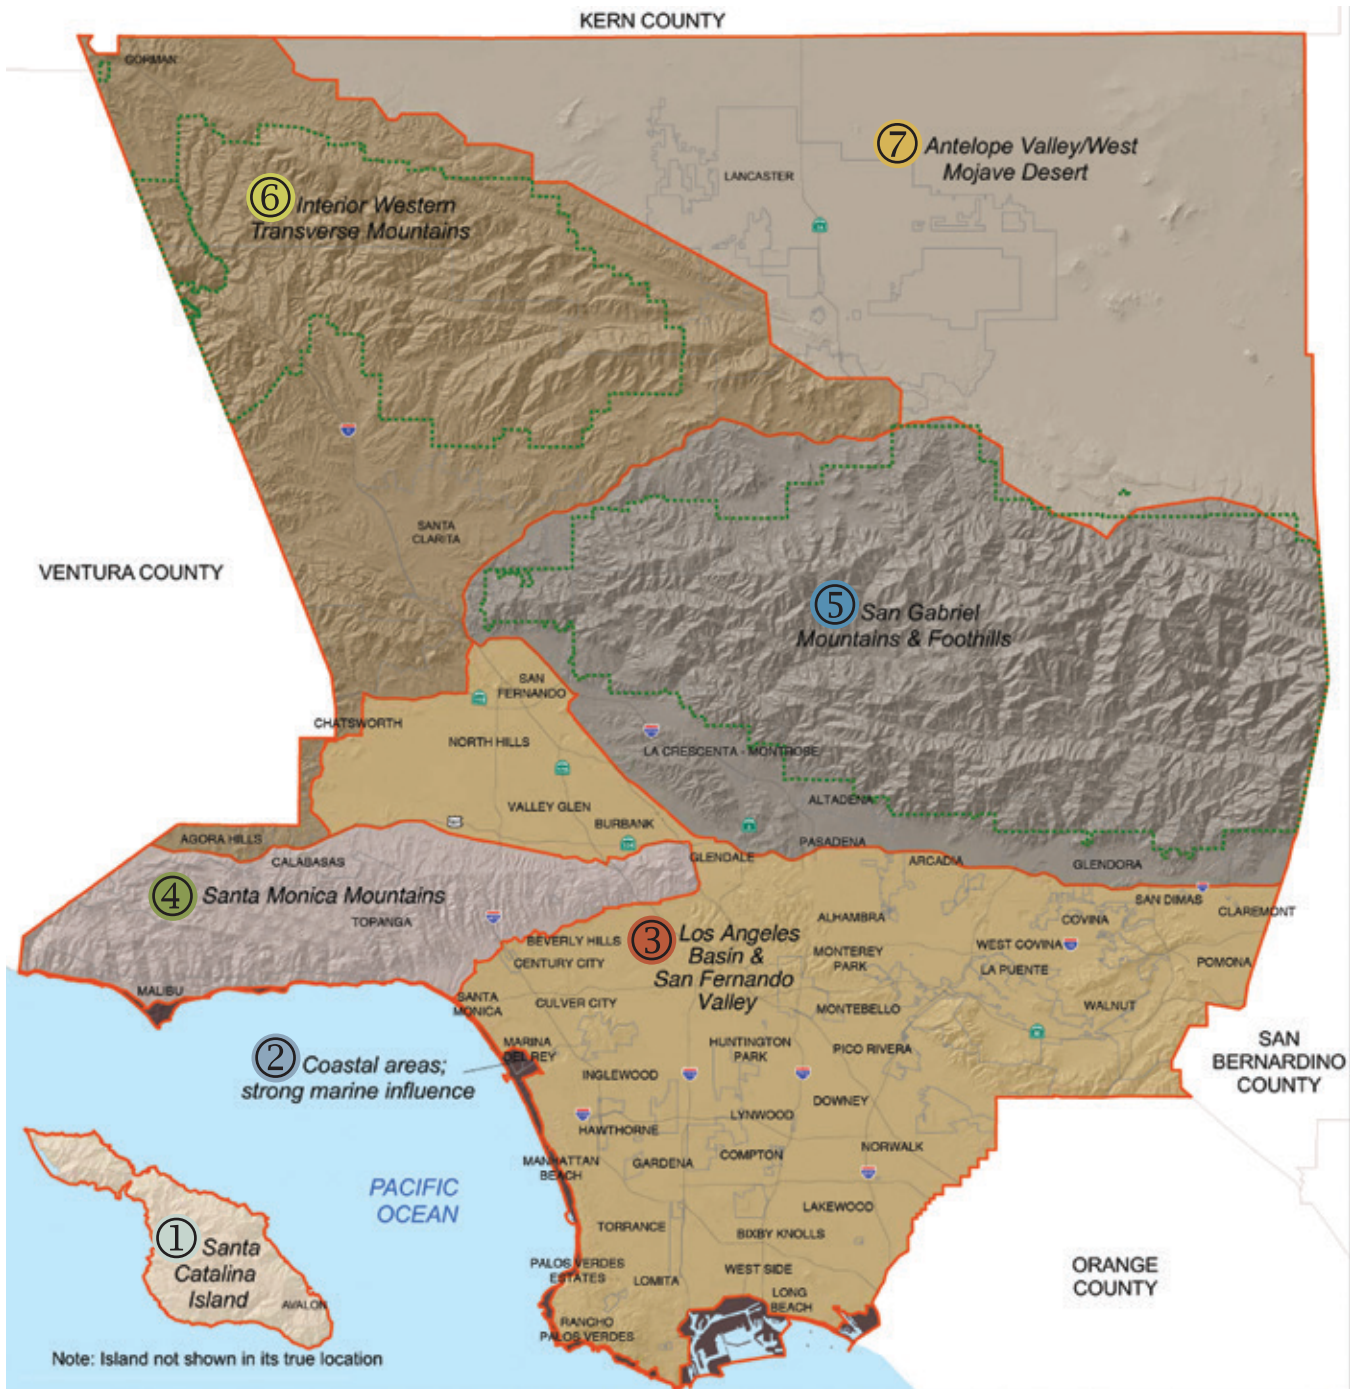 KERN COUNTY
GORMAN
⑦ Antelope Valley/West
Mojave Desert
LANCASTER
⑥ Interior Western
Transverse Mountains
SANTA
CLARITA
VENTURA COUNTY
⑤ San Gabriel
Mountains & Foothills
SAN
FERNANDO
CHATSWORTH
NORTH HILLS
LA CRESCENTA - MONTROSE
VALLEY GLEN
ALTADENA
BURBANK
AGORA HILLS
PASADENA
GLENDALE
ARCADIA
CALABASAS
GLENDORA
④ Santa Monica Mountains
SAN DIMAS
CLAREMONT
TOPANGA
ALHAMBRA
COVINA
BEVERLY HILLS
③ Los Angeles
Basin &
San Fernando
Valley
WEST COVINA
MONTEREY
PARK
CENTURY CITY
LA PUENTE
POMONA
MALIBU
SANTA
MONICA
CULVER CITY
MONTEBELLO
WALNUT
② Coastal areas;
strong marine influence
MARINA
DEL REY
HUNTINGTON
PARK
PICO RIVERA
SAN
BERNARDINO
COUNTY
INGLEWOOD
LYNWOOD
DOWNEY
HAWTHORNE
NORWALK
MANHATTAN
BEACH
GARDENA
COMPTON
PACIFIC
OCEAN
LAKEWOOD
TORRANCE
BIXBY KNOLLS
① Santa
Catalina
Island
AVALON
PALOS VERDES
ESTATES
LOMITA
WEST SIDE
LONG
BEACH
ORANGE
COUNTY
RANCHO
PALOS VERDES
Note: Island not shown in its true location